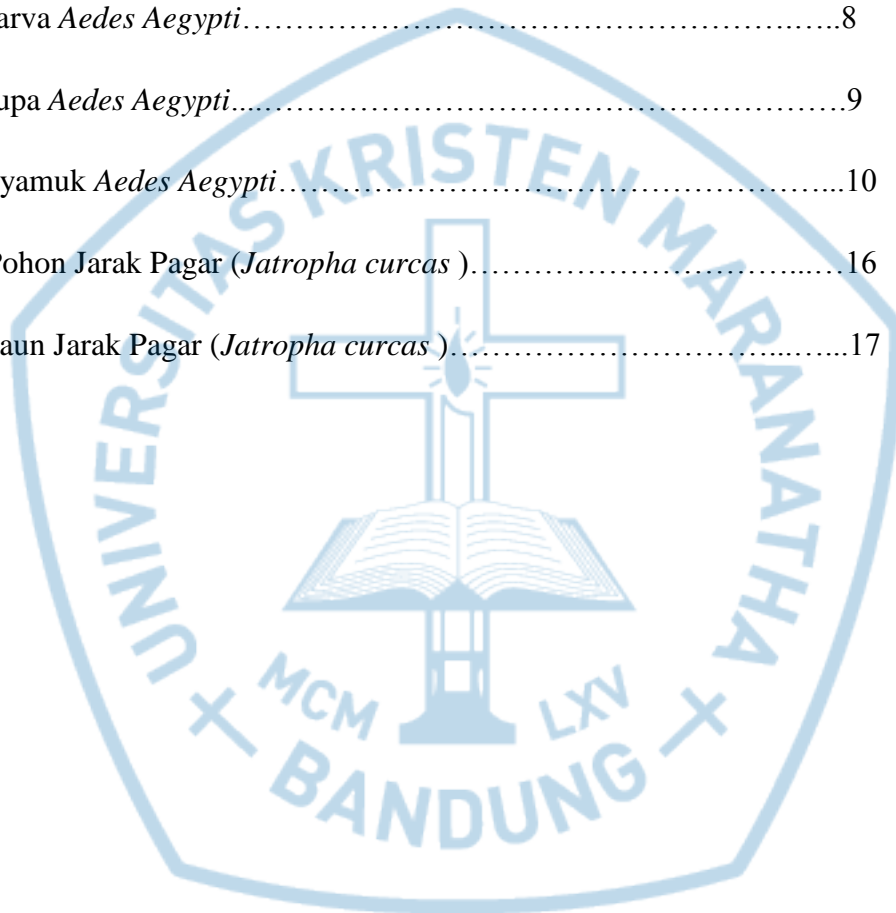 arva Aedes Aegypti……………………………………………….…..8
upa Aedes Aegypti...………………………………………………9
yamuk Aedes Aegypti……………………………………………...10
Pohon Jarak Pagar (Jatropha curcas )…………………………...…16
aun Jarak Pagar (Jatropha curcas )…………………………...…...17
UNIVERSITAS KRISTEN MARANATHA
MCM LXV
BANDUNG